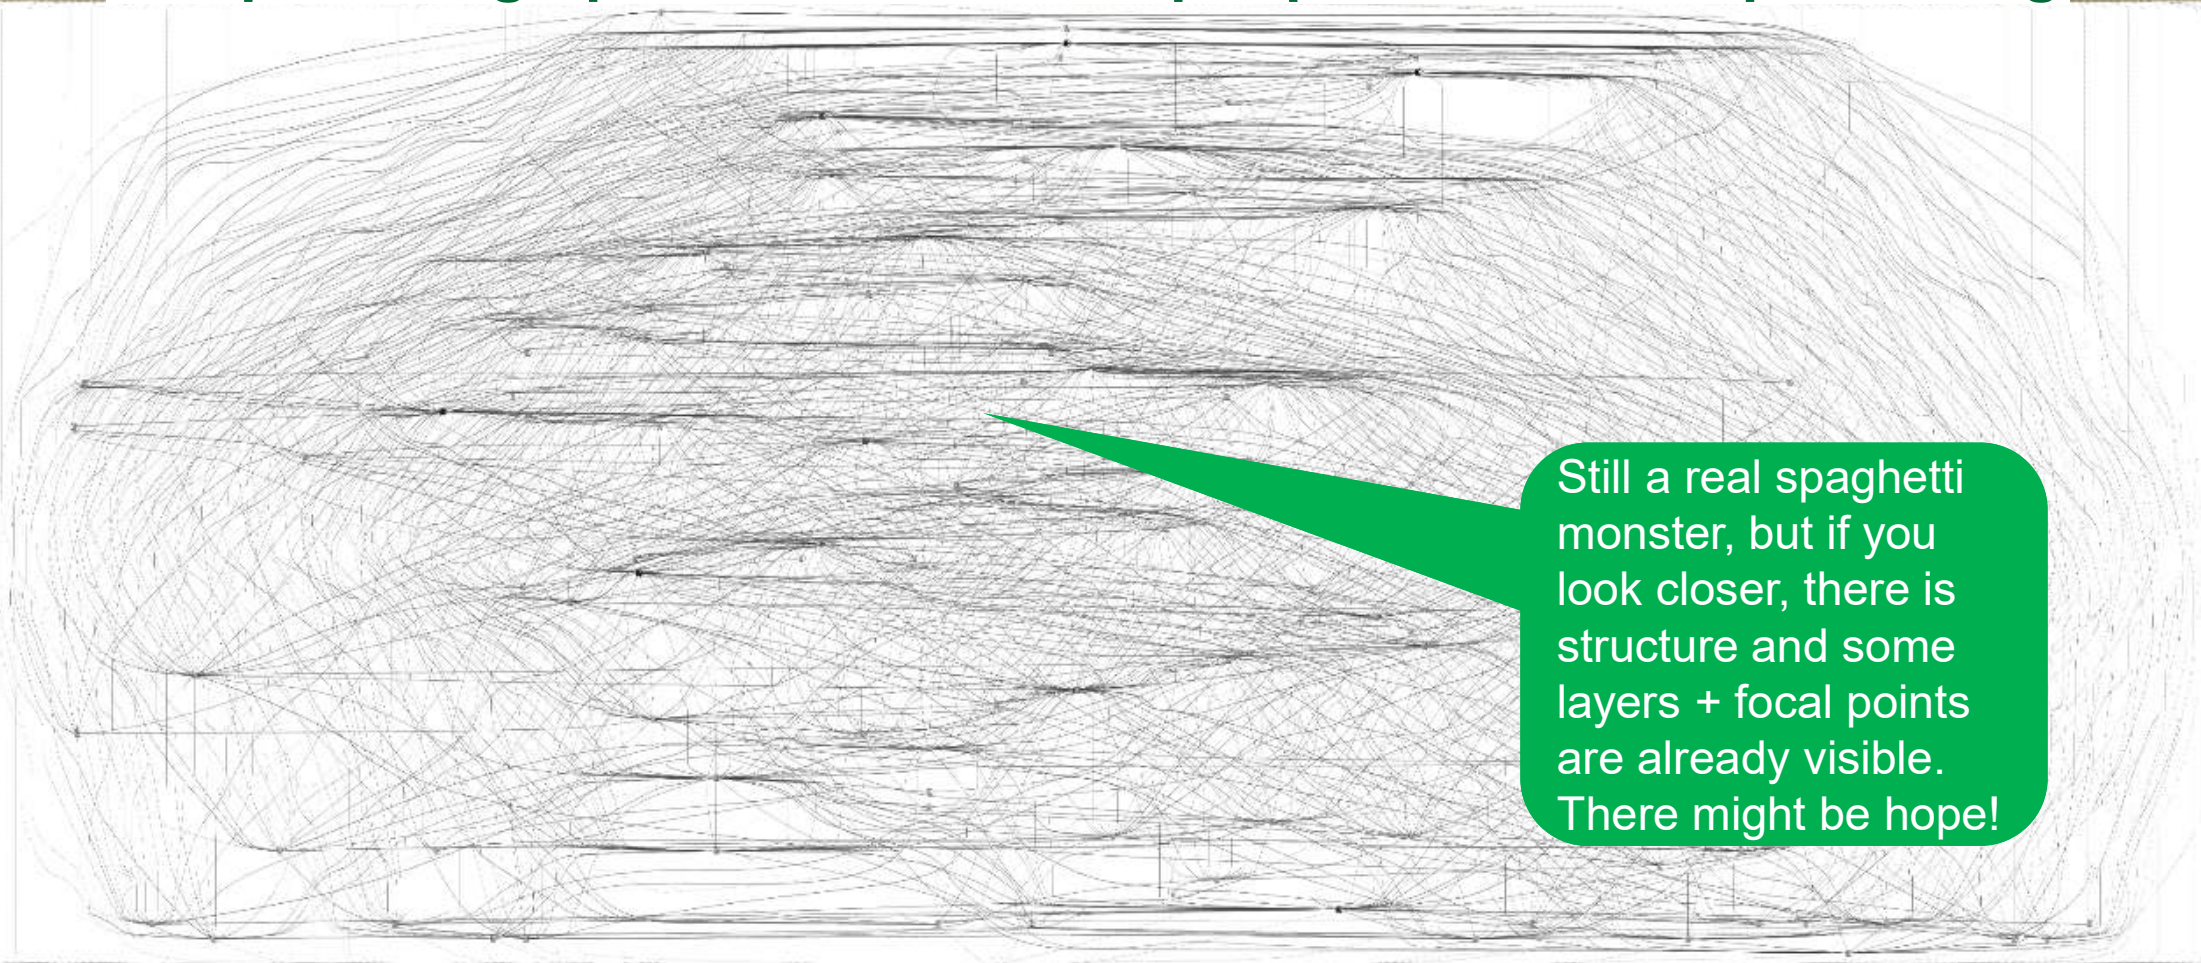 Still a real spaghetti
monster, but if you
look closer, there is
structure and some
layers + focal points
are already visible.
There might be hope!